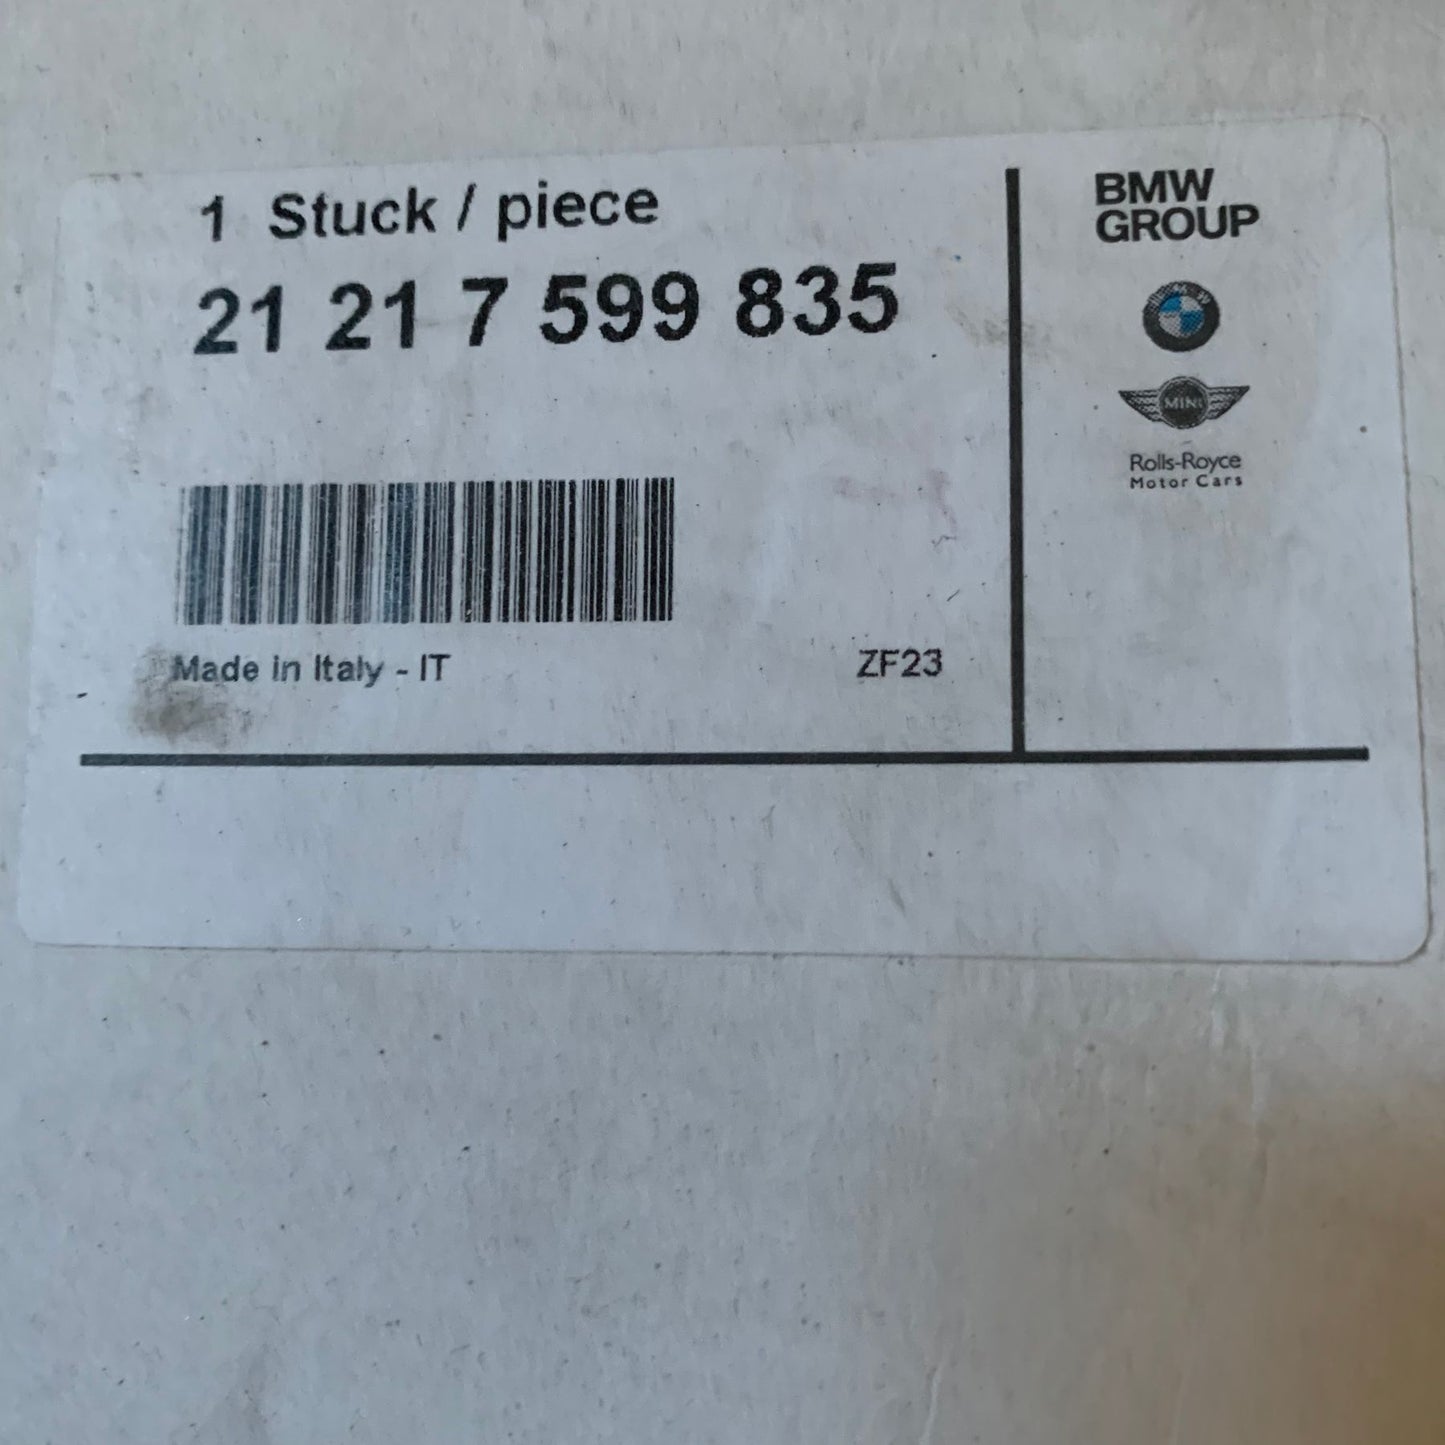 1 Stuck / piece
21 21 7 599 835
Made in Italy - IT
ZF23
BMW
GROUP
BMW
MINI
Rolls-Royce
Motor Cars